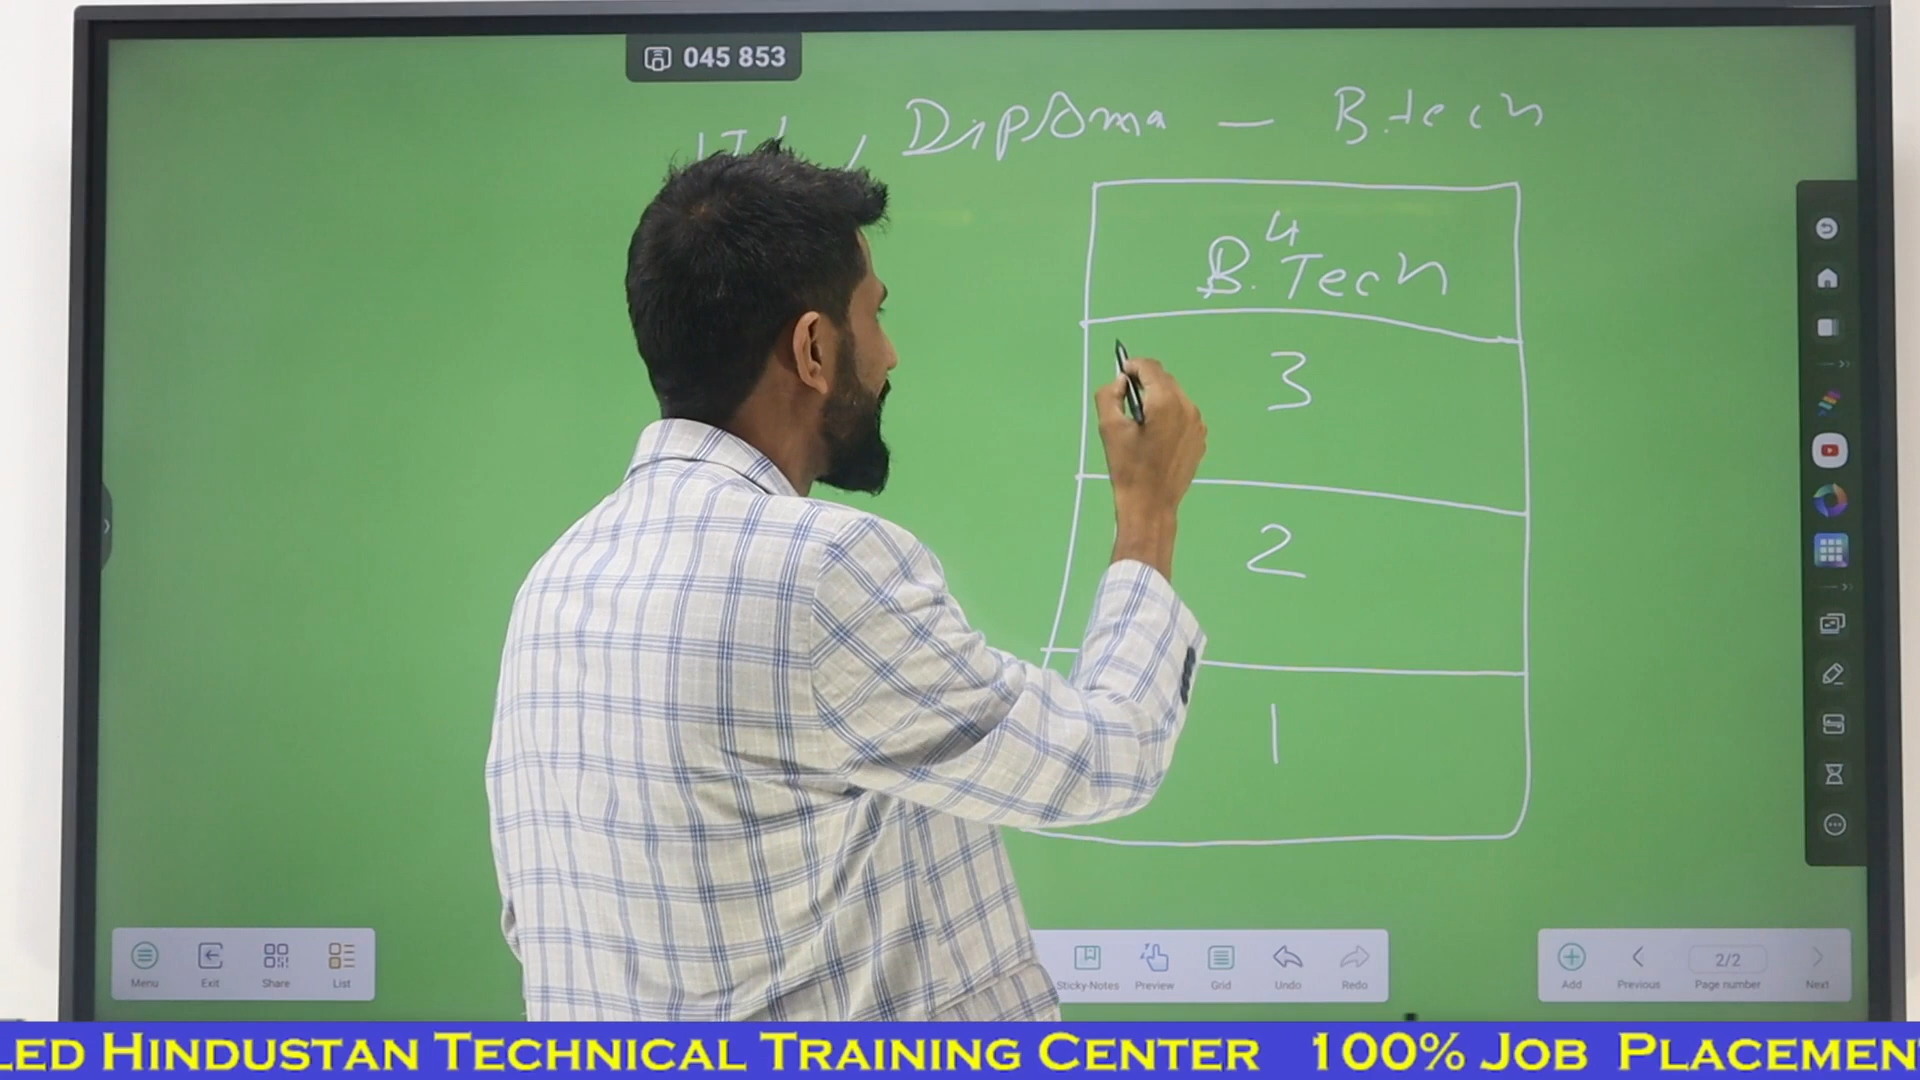 045 853
, Diploma - B.tech
4
B.Tech
3
2
1
Menu Exit Share List
Sticky-Notes Preview Grid Undo Redo
Add Previous 2/2 Page number Next
LED HINDUSTAN TECHNICAL TRAINING CENTER 100% JOB PLACEMEN